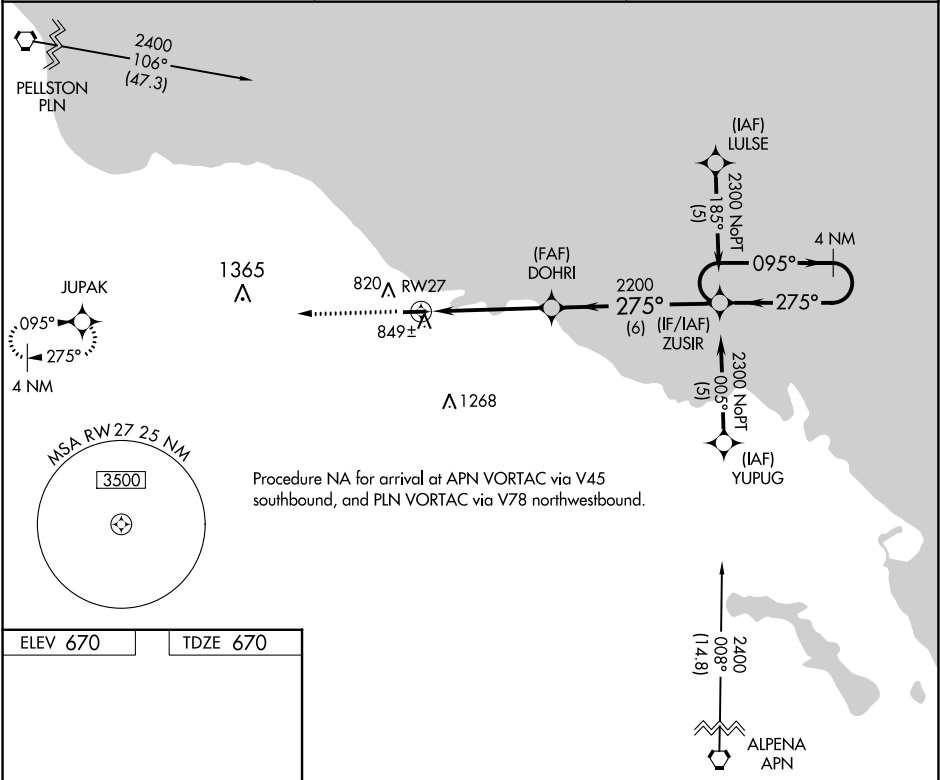 2400
106°
(47.3)
PELLSTON
PLN
(IAF)
LULSE
2300 NoPT
185°
(5)
4 NM
095°
275°
(FAF)
DOHRI
2200
275°
(6)
(IF/IAF)
ZUSIR
1365
820
RW27
849±
JUPAK
095°
275°
4 NM
1268
2300 NoPT
005°
(5)
(IAF)
YUPUG
MSA RW27 25 NM
3500
Procedure NA for arrival at APN VORTAC via V45
southbound, and PLN VORTAC via V78 northwestbound.
2400
008°
(14.8)
ALPENA
APN
ELEV 670
TDZE 670